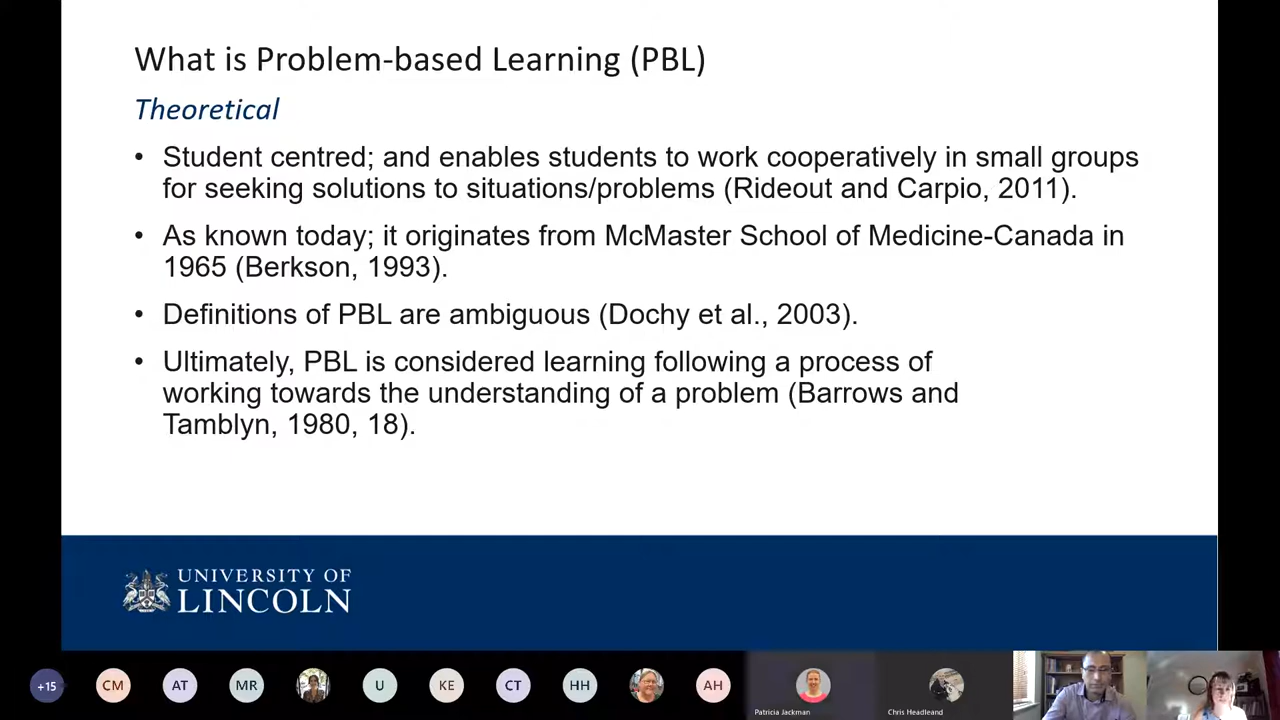 What is Problem-based Learning (PBL)
Theoretical
• Student centred; and enables students to work cooperatively in small groups
for seeking solutions to situations/problems (Rideout and Carpio, 2011).
• As known today; it originates from McMaster School of Medicine-Canada in
1965 (Berkson, 1993).
• Definitions of PBL are ambiguous (Dochy et al., 2003).
• Ultimately, PBL is considered learning following a process of
working towards the understanding of a problem (Barrows and
Tamblyn, 1980, 18).
UNIVERSITY OF
LINCOLN
+15 CM AT MR U KE CT HH AH
Patricia Jackman Chris Headleand